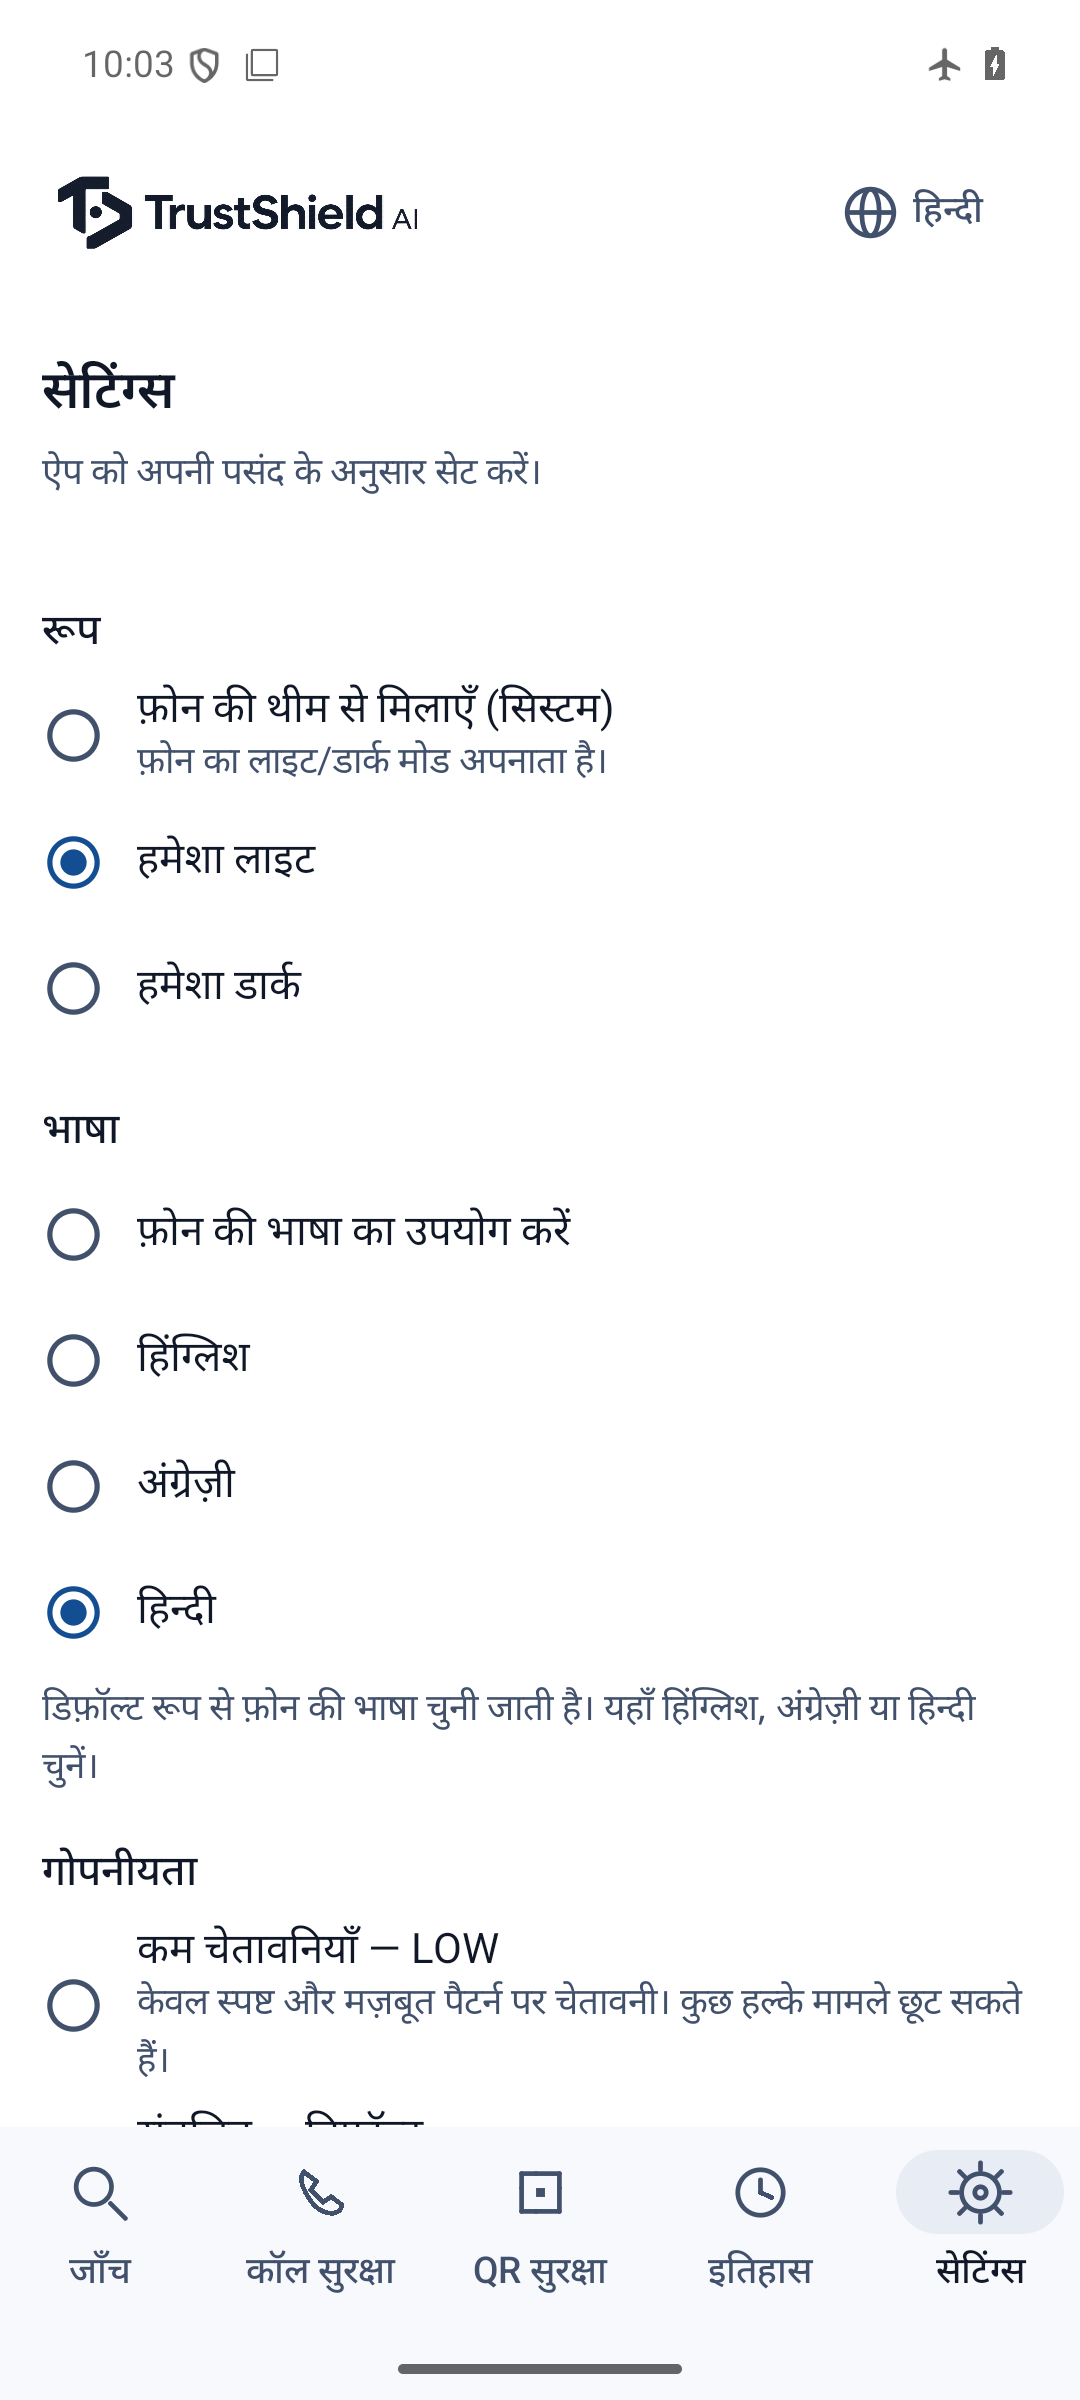 10:03
TrustShield AI
हिन्दी
सेटिंग्स
ऐप को अपनी पसंद के अनुसार सेट करें।
रूप
फ़ोन की थीम से मिलाएँ (सिस्टम)
फ़ोन का लाइट/डार्क मोड अपनाता है।
हमेशा लाइट
हमेशा डार्क
भाषा
फ़ोन की भाषा का उपयोग करें
हिंग्लिश
अंग्रेज़ी
हिन्दी
डिफ़ॉल्ट रूप से फ़ोन की भाषा चुनी जाती है। यहाँ हिंग्लिश, अंग्रेज़ी या हिन्दी
चुनें।
गोपनीयता
कम चेतावनियाँ — LOW
केवल स्पष्ट और मज़बूत पैटर्न पर चेतावनी। कुछ हल्के मामले छूट सकते
हैं।
जाँच
कॉल सुरक्षा
QR सुरक्षा
इतिहास
सेटिंग्स